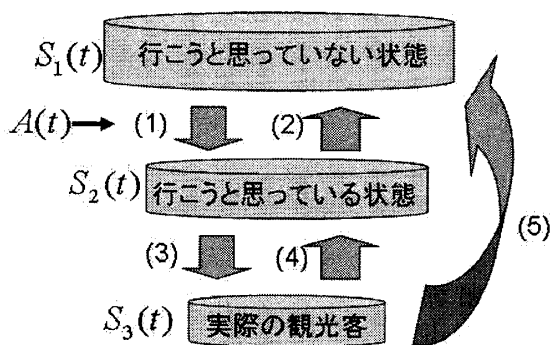 S₁(t) 行こうと思っていない状態
A(t) (1) (2)
S₂(t) 行こうと思っている状態
(3) (4) (5)
S₃(t) 実際の観光客